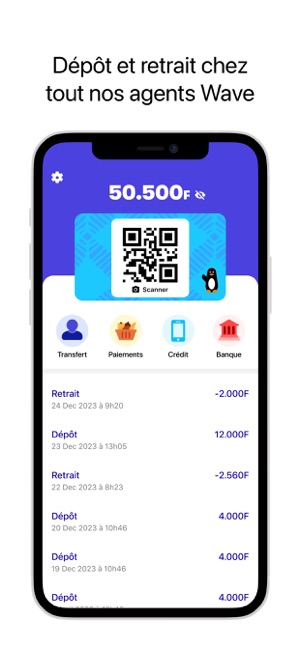 Dépôt et retrait chez
tout nos agents Wave
50.500F
Scanner
Transfert Paiements Crédit Banque
Retrait -2.000F
24 Dec 2023 à 9h20
Dépôt 12.000F
23 Dec 2023 à 13h05
Retrait -2.560F
22 Dec 2023 à 8h23
Dépôt 4.000F
20 Dec 2023 à 10h46
Dépôt 4.000F
19 Dec 2023 à 10h46
Dépôt 4.000F